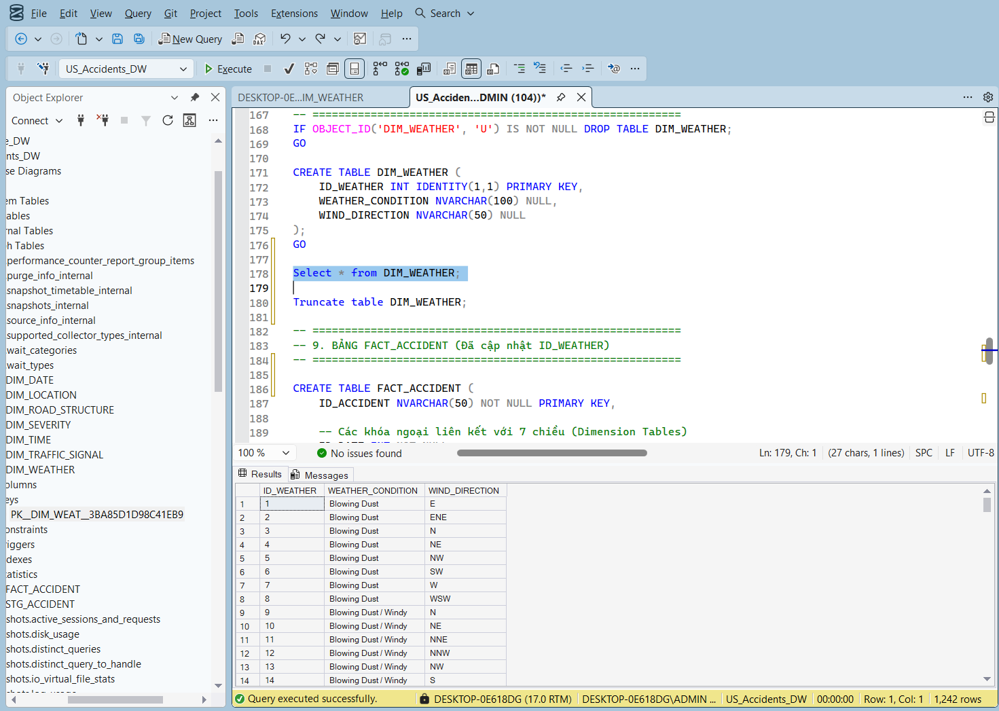 File Edit View Query Git Project Tools Extensions Window Help Search
New Query
US_Accidents_DW Execute
Object Explorer
Connect
e_DW
nts_DW
se Diagrams
em Tables
ables
rnal Tables
h Tables
.performance_counter_report_group_items
.purge_info_internal
.snapshot_timetable_internal
.snapshots_internal
.source_info_internal
.supported_collector_types_internal
.wait_categories
.wait_types
DIM_DATE
DIM_LOCATION
DIM_ROAD_STRUCTURE
DIM_SEVERITY
DIM_TIME
DIM_TRAFFIC_SIGNAL
DIM_WEATHER
olumns
eys
PK__DIM_WEAT__3BA85D1D98C41EB9
onstraints
riggers
dexes
tatistics
FACT_ACCIDENT
STG_ACCIDENT
shots.active_sessions_and_requests
shots.disk_usage
shots.distinct_queries
shots.distinct_query_to_handle
shots.io_virtual_file_stats
DESKTOP-0E...IM_WEATHER US_Acciden...DMIN (104))*
167 -- =========================================================
168 IF OBJECT_ID('DIM_WEATHER', 'U') IS NOT NULL DROP TABLE DIM_WEATHER;
169 GO
170
171 CREATE TABLE DIM_WEATHER (
172 ID_WEATHER INT IDENTITY(1,1) PRIMARY KEY,
173 WEATHER_CONDITION NVARCHAR(100) NULL,
174 WIND_DIRECTION NVARCHAR(50) NULL
175 );
176 GO
177
178 Select * from DIM_WEATHER;
179
180 Truncate table DIM_WEATHER;
181
182 -- =========================================================
183 -- 9. BẢNG FACT_ACCIDENT (Đã cập nhật ID_WEATHER)
184 -- =========================================================
185
186 CREATE TABLE FACT_ACCIDENT (
187 ID_ACCIDENT NVARCHAR(50) NOT NULL PRIMARY KEY,
188
189 -- Các khóa ngoại liên kết với 7 chiều (Dimension Tables)
100 % No issues found Ln: 179, Ch: 1 (27 chars, 1 lines) SPC LF UTF-8
Results Messages
ID_WEATHER WEATHER_CONDITION WIND_DIRECTION
1 1 Blowing Dust E
2 2 Blowing Dust ENE
3 3 Blowing Dust N
4 4 Blowing Dust NE
5 5 Blowing Dust NW
6 6 Blowing Dust SW
7 7 Blowing Dust W
8 8 Blowing Dust WSW
9 9 Blowing Dust / Windy N
10 10 Blowing Dust / Windy NE
11 11 Blowing Dust / Windy NNE
12 12 Blowing Dust / Windy NNW
13 13 Blowing Dust / Windy NW
14 14 Blowing Dust / Windy S
Query executed successfully. DESKTOP-0E618DG (17.0 RTM) DESKTOP-0E618DG\ADMIN ... US_Accidents_DW 00:00:00 Row: 1, Col: 1 1,242 rows